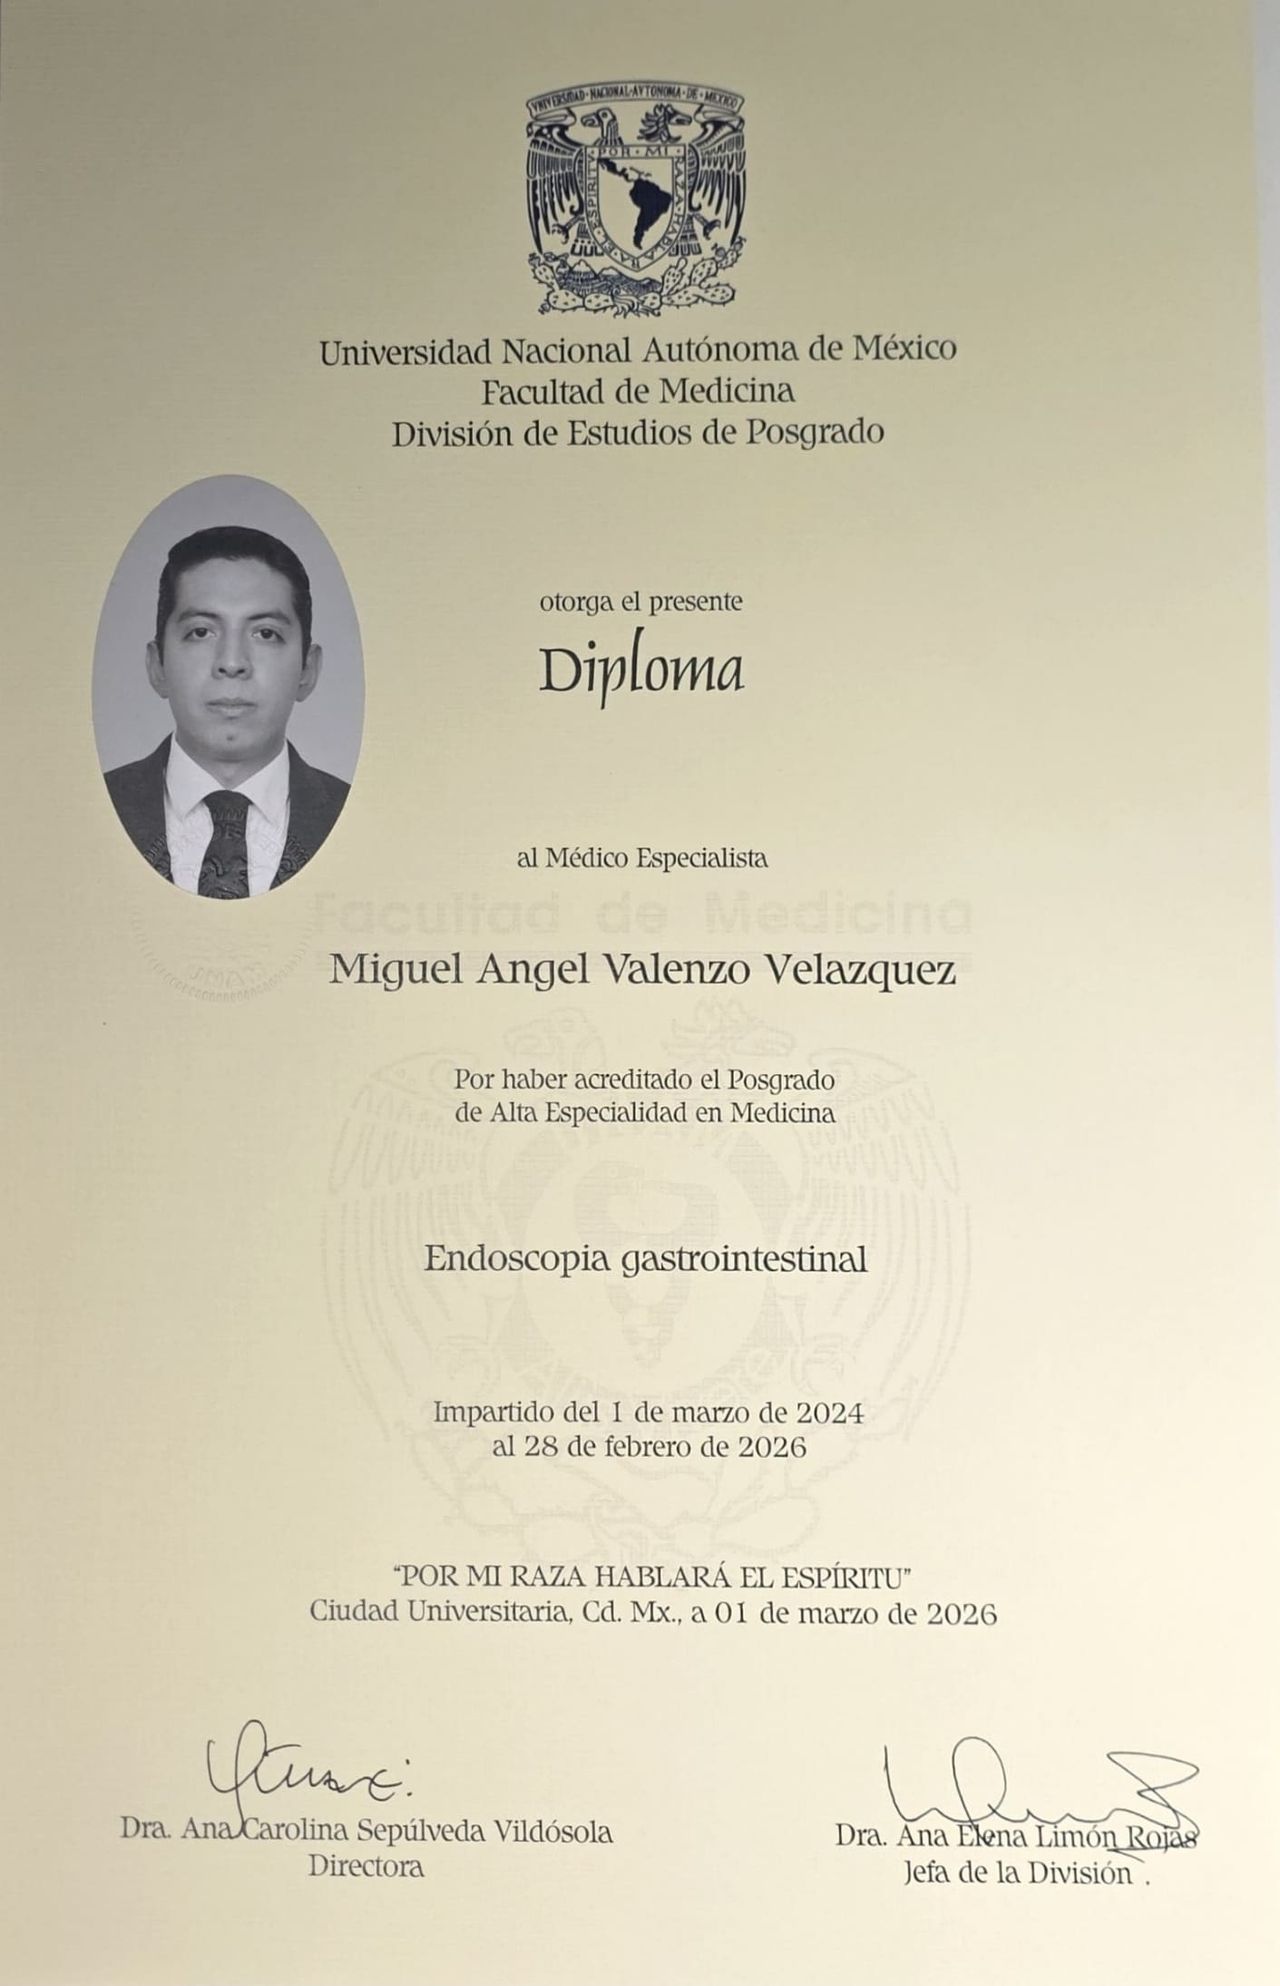 UNIVERSIDAD·NACIONAL·AVTONOMA·DE·MEXICO
POR·MI·RAZA·HABLARA·EL·ESPIRITV
Universidad Nacional Autónoma de México
Facultad de Medicina
División de Estudios de Posgrado
otorga el presente
Diploma
al Médico Especialista
Facultad de Medicina
Miguel Angel Valenzo Velazquez
Por haber acreditado el Posgrado
de Alta Especialidad en Medicina
Endoscopia gastrointestinal
Impartido del 1 de marzo de 2024
al 28 de febrero de 2026
“POR MI RAZA HABLARÁ EL ESPÍRITU”
Ciudad Universitaria, Cd. Mx., a 01 de marzo de 2026
Dra. Ana Carolina Sepúlveda Vildósola
Directora
Dra. Ana Elena Limón Rojas
Jefa de la División .